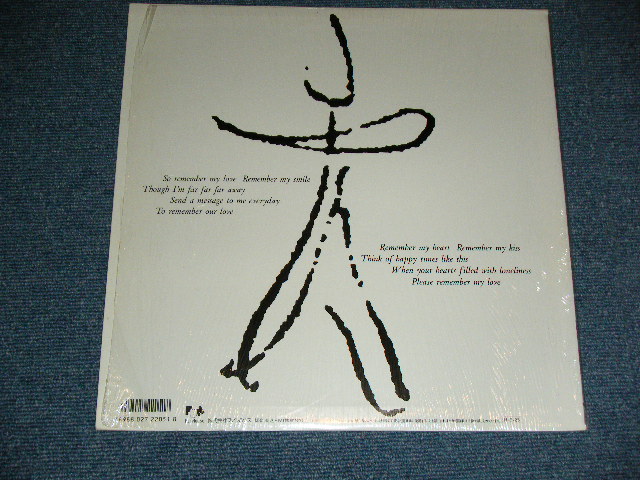 So remember my love Remember my smile
Though I'm far far far away
Send a message to me everyday
To remember our love
Remember my heart Remember my kiss
Think of happy times like this
When your hearts filled with loneliness
Please remember my love